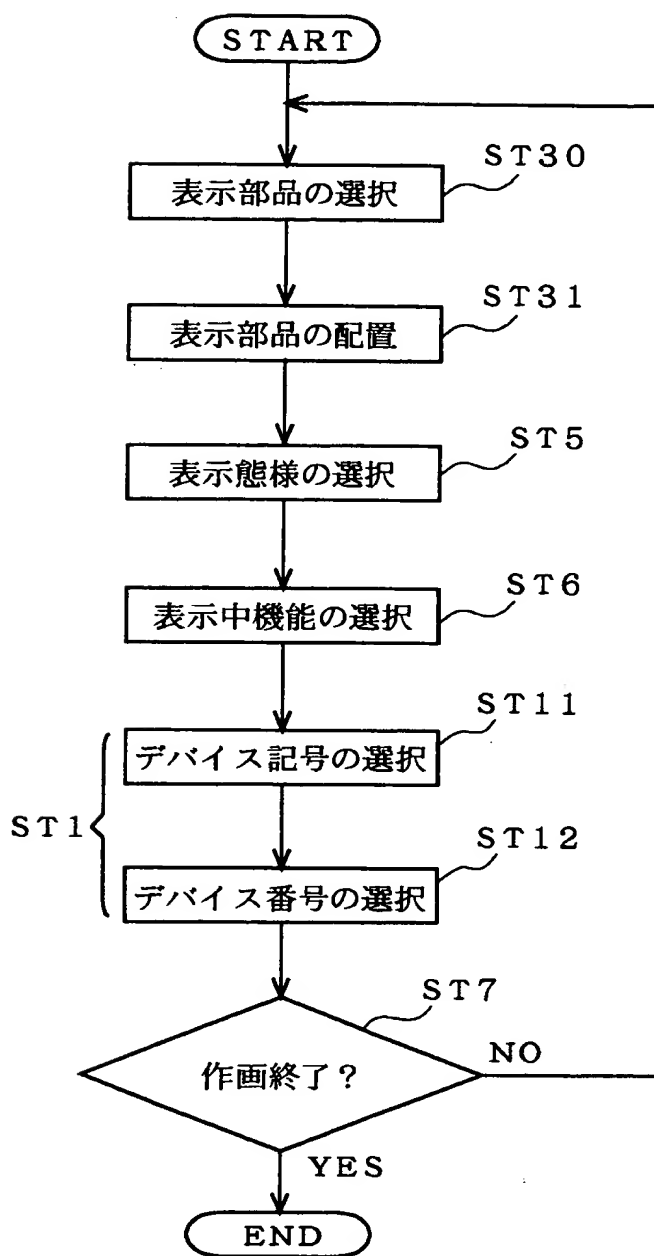 START
ST30
表示部品の選択
ST31
表示部品の配置
ST5
表示態様の選択
ST6
表示中機能の選択
ST11
デバイス記号の選択
ST1
ST12
デバイス番号の選択
ST7
作画終了?
NO
YES
END